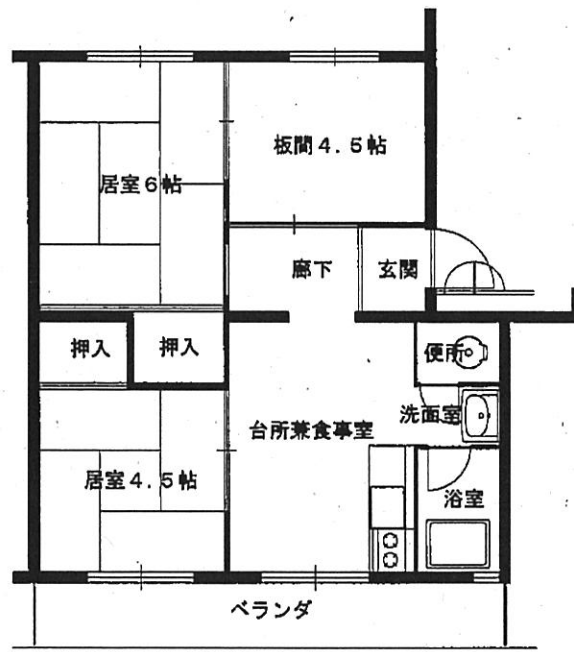 板間4.5帖
居室6帖
廊下
玄関
押入
押入
便所
洗面室
台所兼食事室
居室4.5帖
浴室
ベランダ